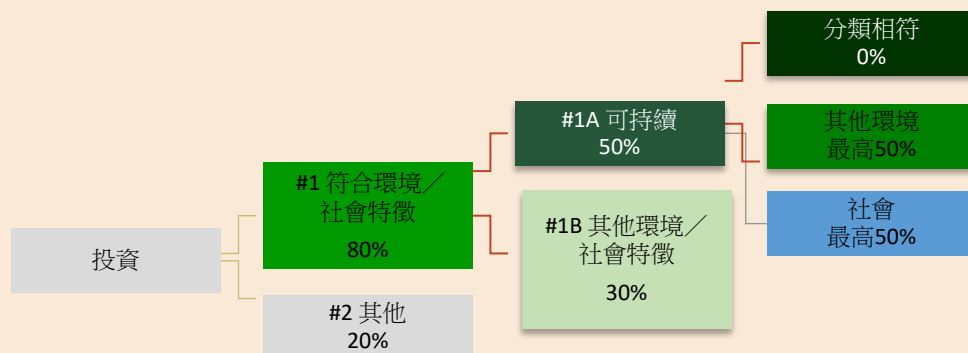 投資
#1 符合環境／
社會特徵
80%
#2 其他
20%
#1A 可持續
50%
#1B 其他環境／
社會特徵
30%
分類相符
0%
其他環境
最高50%
社會
最高50%